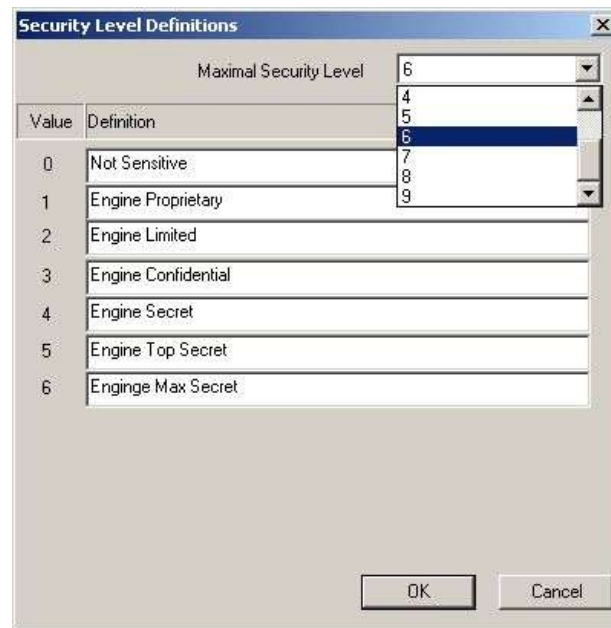 Security Level Definitions
Maximal Security Level 6
4
5
6
7
8
9
Value Definition
0 Not Sensitive
1 Engine Proprietary
2 Engine Limited
3 Engine Confidential
4 Engine Secret
5 Engine Top Secret
6 Enginge Max Secret
OK Cancel